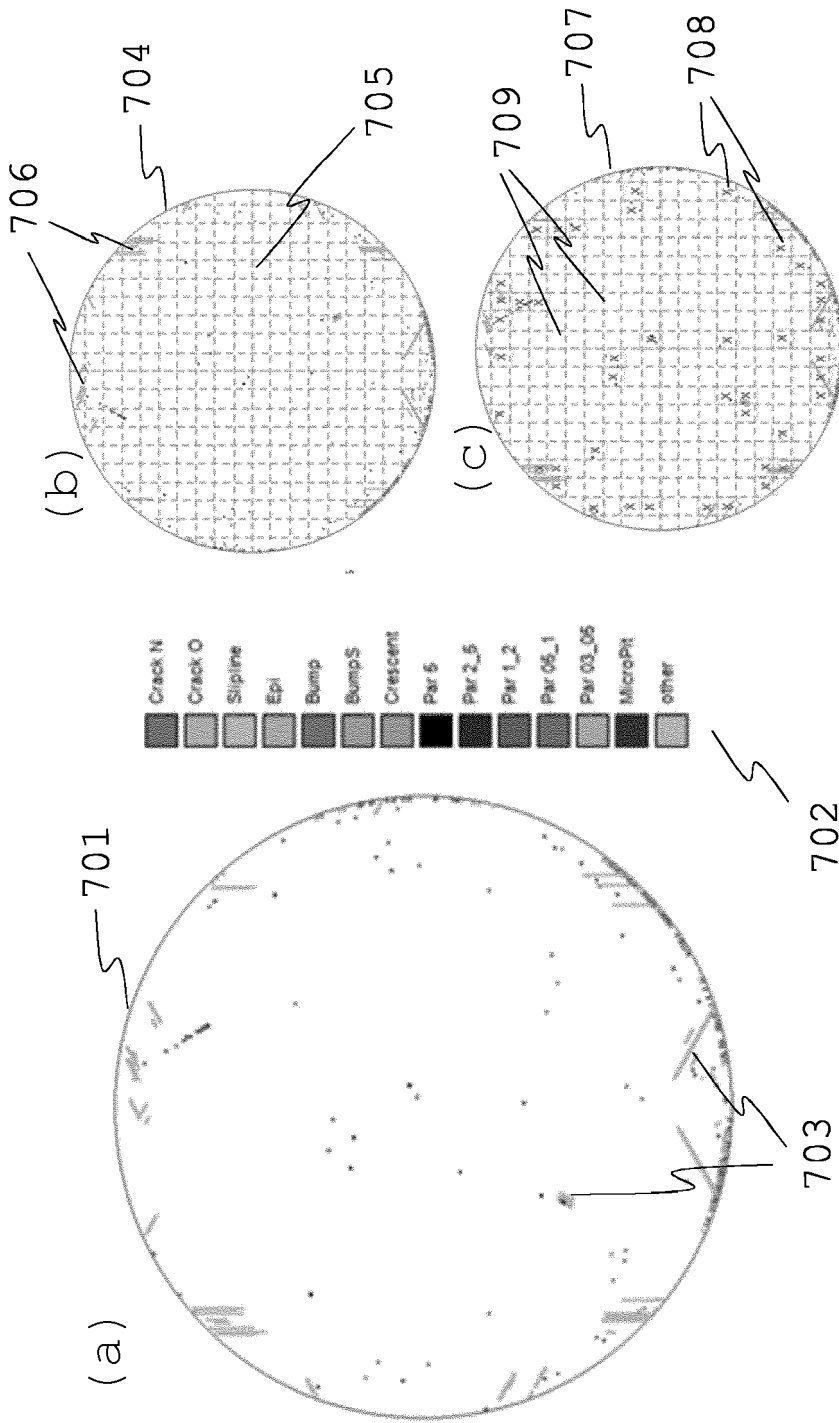 (a)
701
703
702
Crack N
Crack O
Slipline
Epi
Bump
BumpS
Crescent
Par 5
Par 2_5
Par 1_2
Par 05_1
Par 03_05
MicroPit
other
(b)
706
704
705
(c)
709
707
708